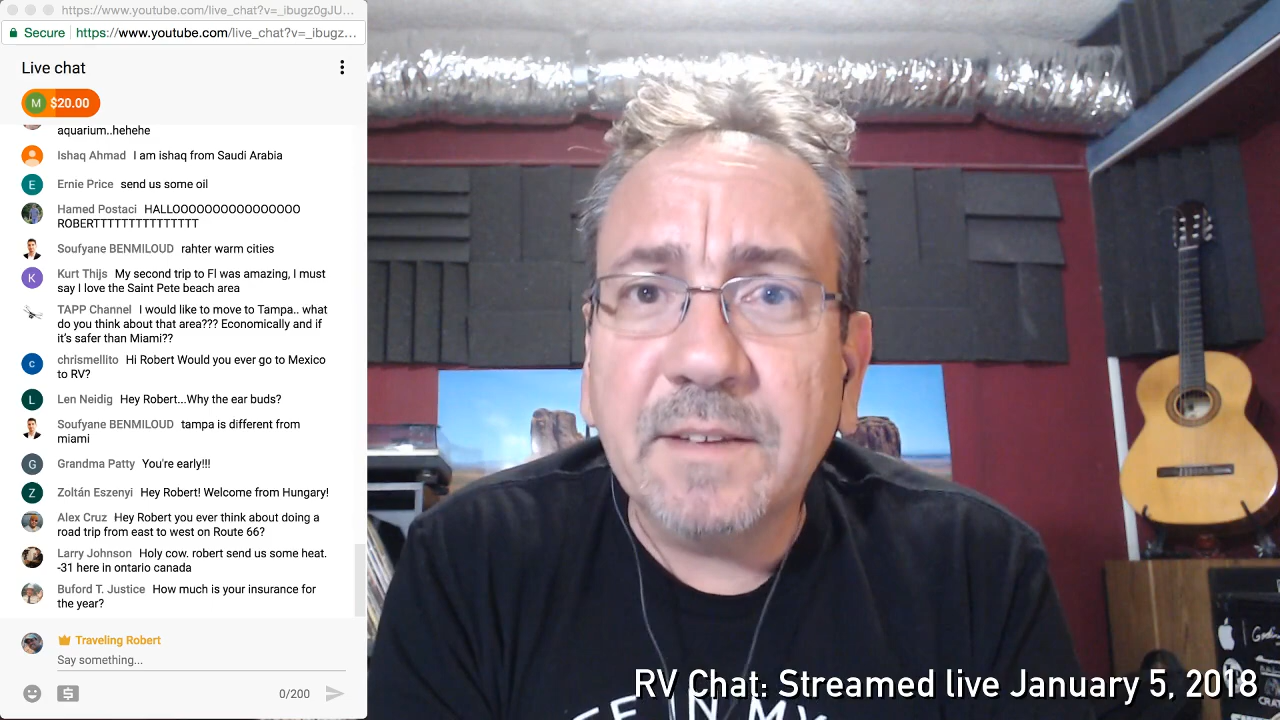 https://www.youtube.com/live_chat?v=_ibugz0gJU...
Secure https://www.youtube.com/live_chat?v=_ibugz...
Live chat
M $20.00
aquarium..hehehe
Ishaq Ahmad I am ishaq from Saudi Arabia
E Ernie Price send us some oil
Hamed Postaci HALLOOOOOOOOOOOOOOOO
ROBERTTTTTTTTTTTTTTT
Soufyane BENMILOUD rahter warm cities
K Kurt Thijs My second trip to Fl was amazing, I must
say I love the Saint Pete beach area
TAPP Channel I would like to move to Tampa.. what
do you think about that area??? Economically and if
it's safer than Miami??
c chrismellito Hi Robert Would you ever go to Mexico
to RV?
L Len Neidig Hey Robert...Why the ear buds?
Soufyane BENMILOUD tampa is different from
miami
G Grandma Patty You're early!!!
Z Zoltán Eszenyi Hey Robert! Welcome from Hungary!
Alex Cruz Hey Robert you ever think about doing a
road trip from east to west on Route 66?
Larry Johnson Holy cow. robert send us some heat.
-31 here in ontario canada
Buford T. Justice How much is your insurance for
the year?
Traveling Robert
Say something...
0/200
RV Chat: Streamed live January 5, 2018
IN MY